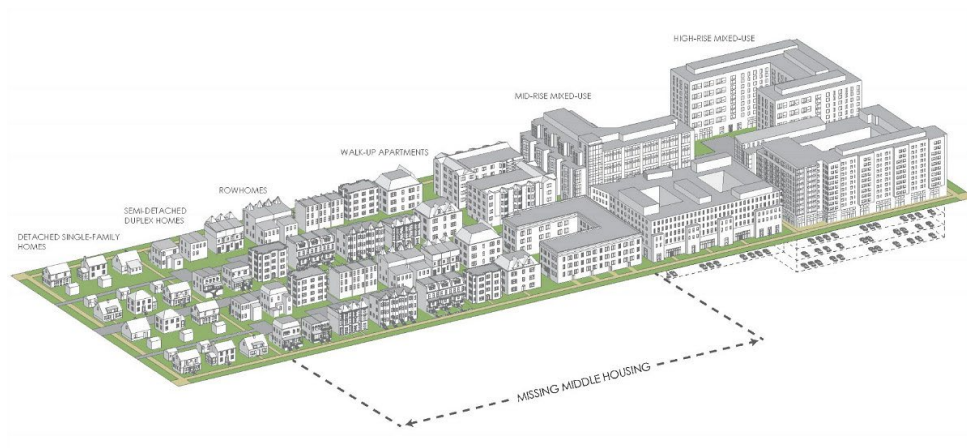 HIGH-RISE MIXED-USE
MID-RISE MIXED-USE
WALK-UP APARTMENTS
ROWHOMES
SEMI-DETACHED
DUPLEX HOMES
DETACHED SINGLE-FAMILY
HOMES
MISSING MIDDLE HOUSING